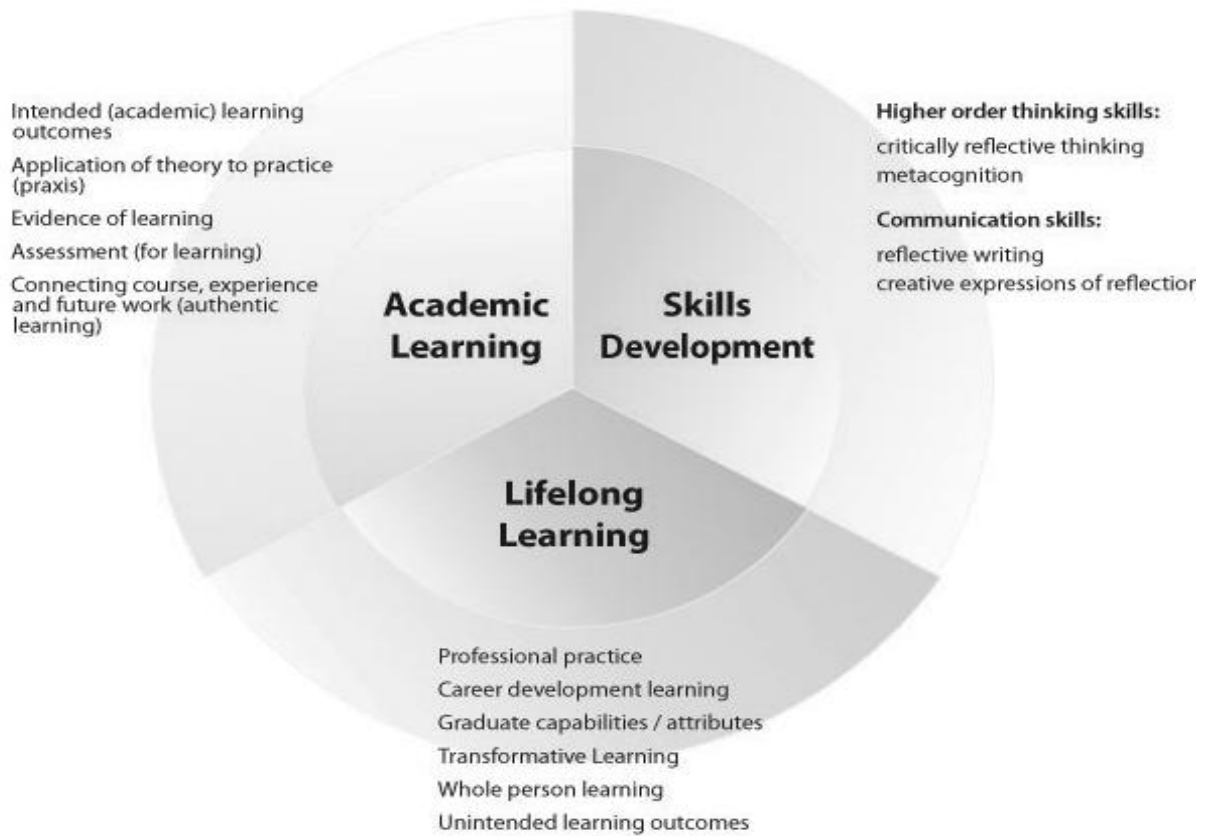 Intended (academic) learning
outcomes
Application of theory to practice
(praxis)
Evidence of learning
Assessment (for learning)
Connecting course, experience
and future work (authentic
learning)
Academic
Learning
Skills
Development
Higher order thinking skills:
critically reflective thinking
metacognition
Communication skills:
reflective writing
creative expressions of reflection
Lifelong
Learning
Professional practice
Career development learning
Graduate capabilities / attributes
Transformative Learning
Whole person learning
Unintended learning outcomes